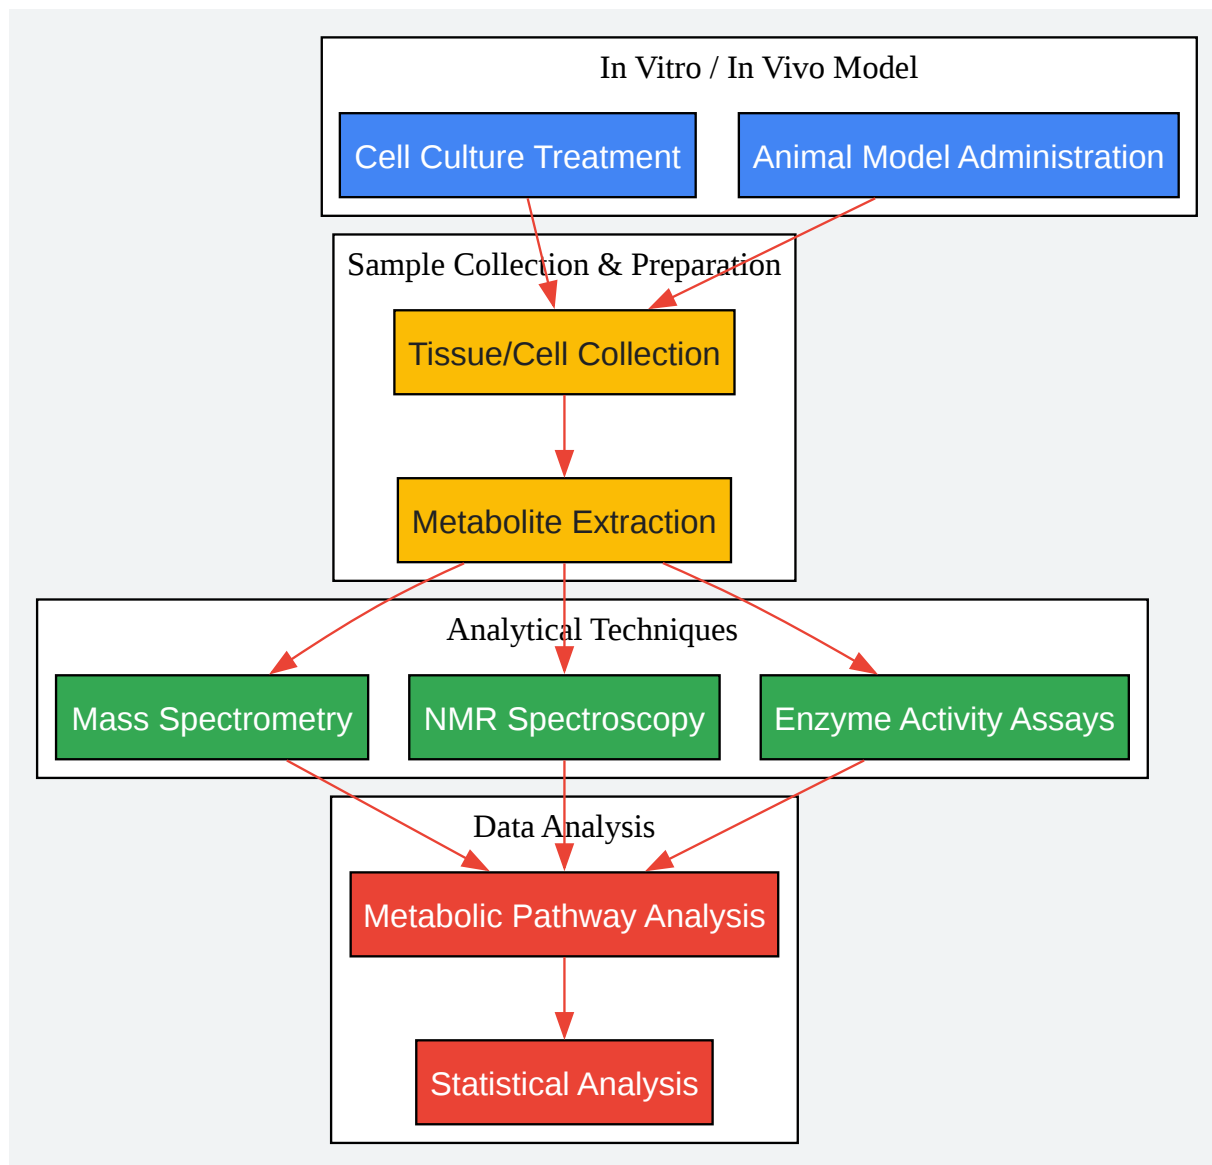 In Vitro / In Vivo Model
Cell Culture Treatment
Animal Model Administration
Sample Collection & Preparation
Tissue/Cell Collection
Metabolite Extraction
Analytical Techniques
Mass Spectrometry
NMR Spectroscopy
Enzyme Activity Assays
Data Analysis
Metabolic Pathway Analysis
Statistical Analysis